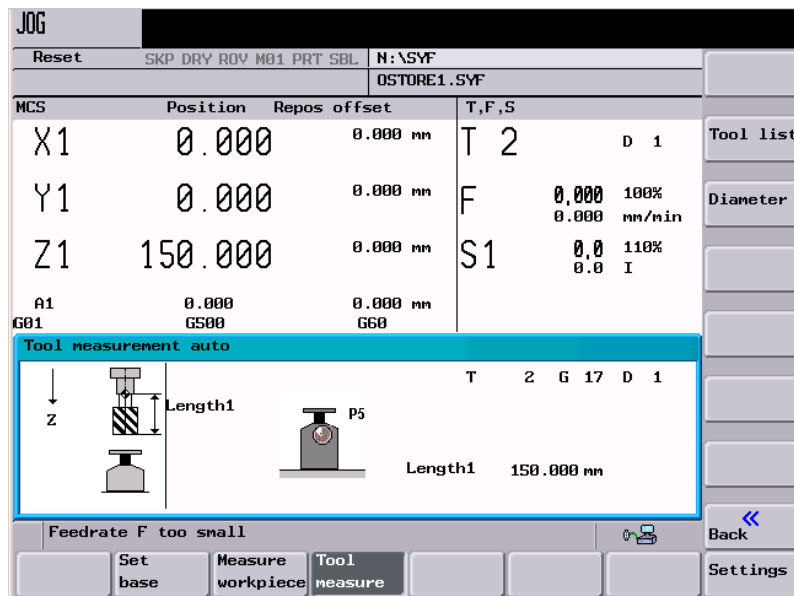 JOG
Reset SKP DRY ROV M01 PRT SBL N:\SYF
OSTORE1.SYF
MCS Position Repos offset T,F,S
X1 0.000 0.000 mm T 2 D 1
Y1 0.000 0.000 mm F 0,000 100%
0.000 mm/min
Z1 150.000 0.000 mm S1 0,0 110%
0.0 I
A1 0.000 0.000 mm
G01 G500 G60
Tool measurement auto
T 2 G 17 D 1
Z Length1 P5
Length1 150.000 mm
Feedrate F too small
Set base
Measure workpiece
Tool measure
Tool list
Diameter
«
Back
Settings